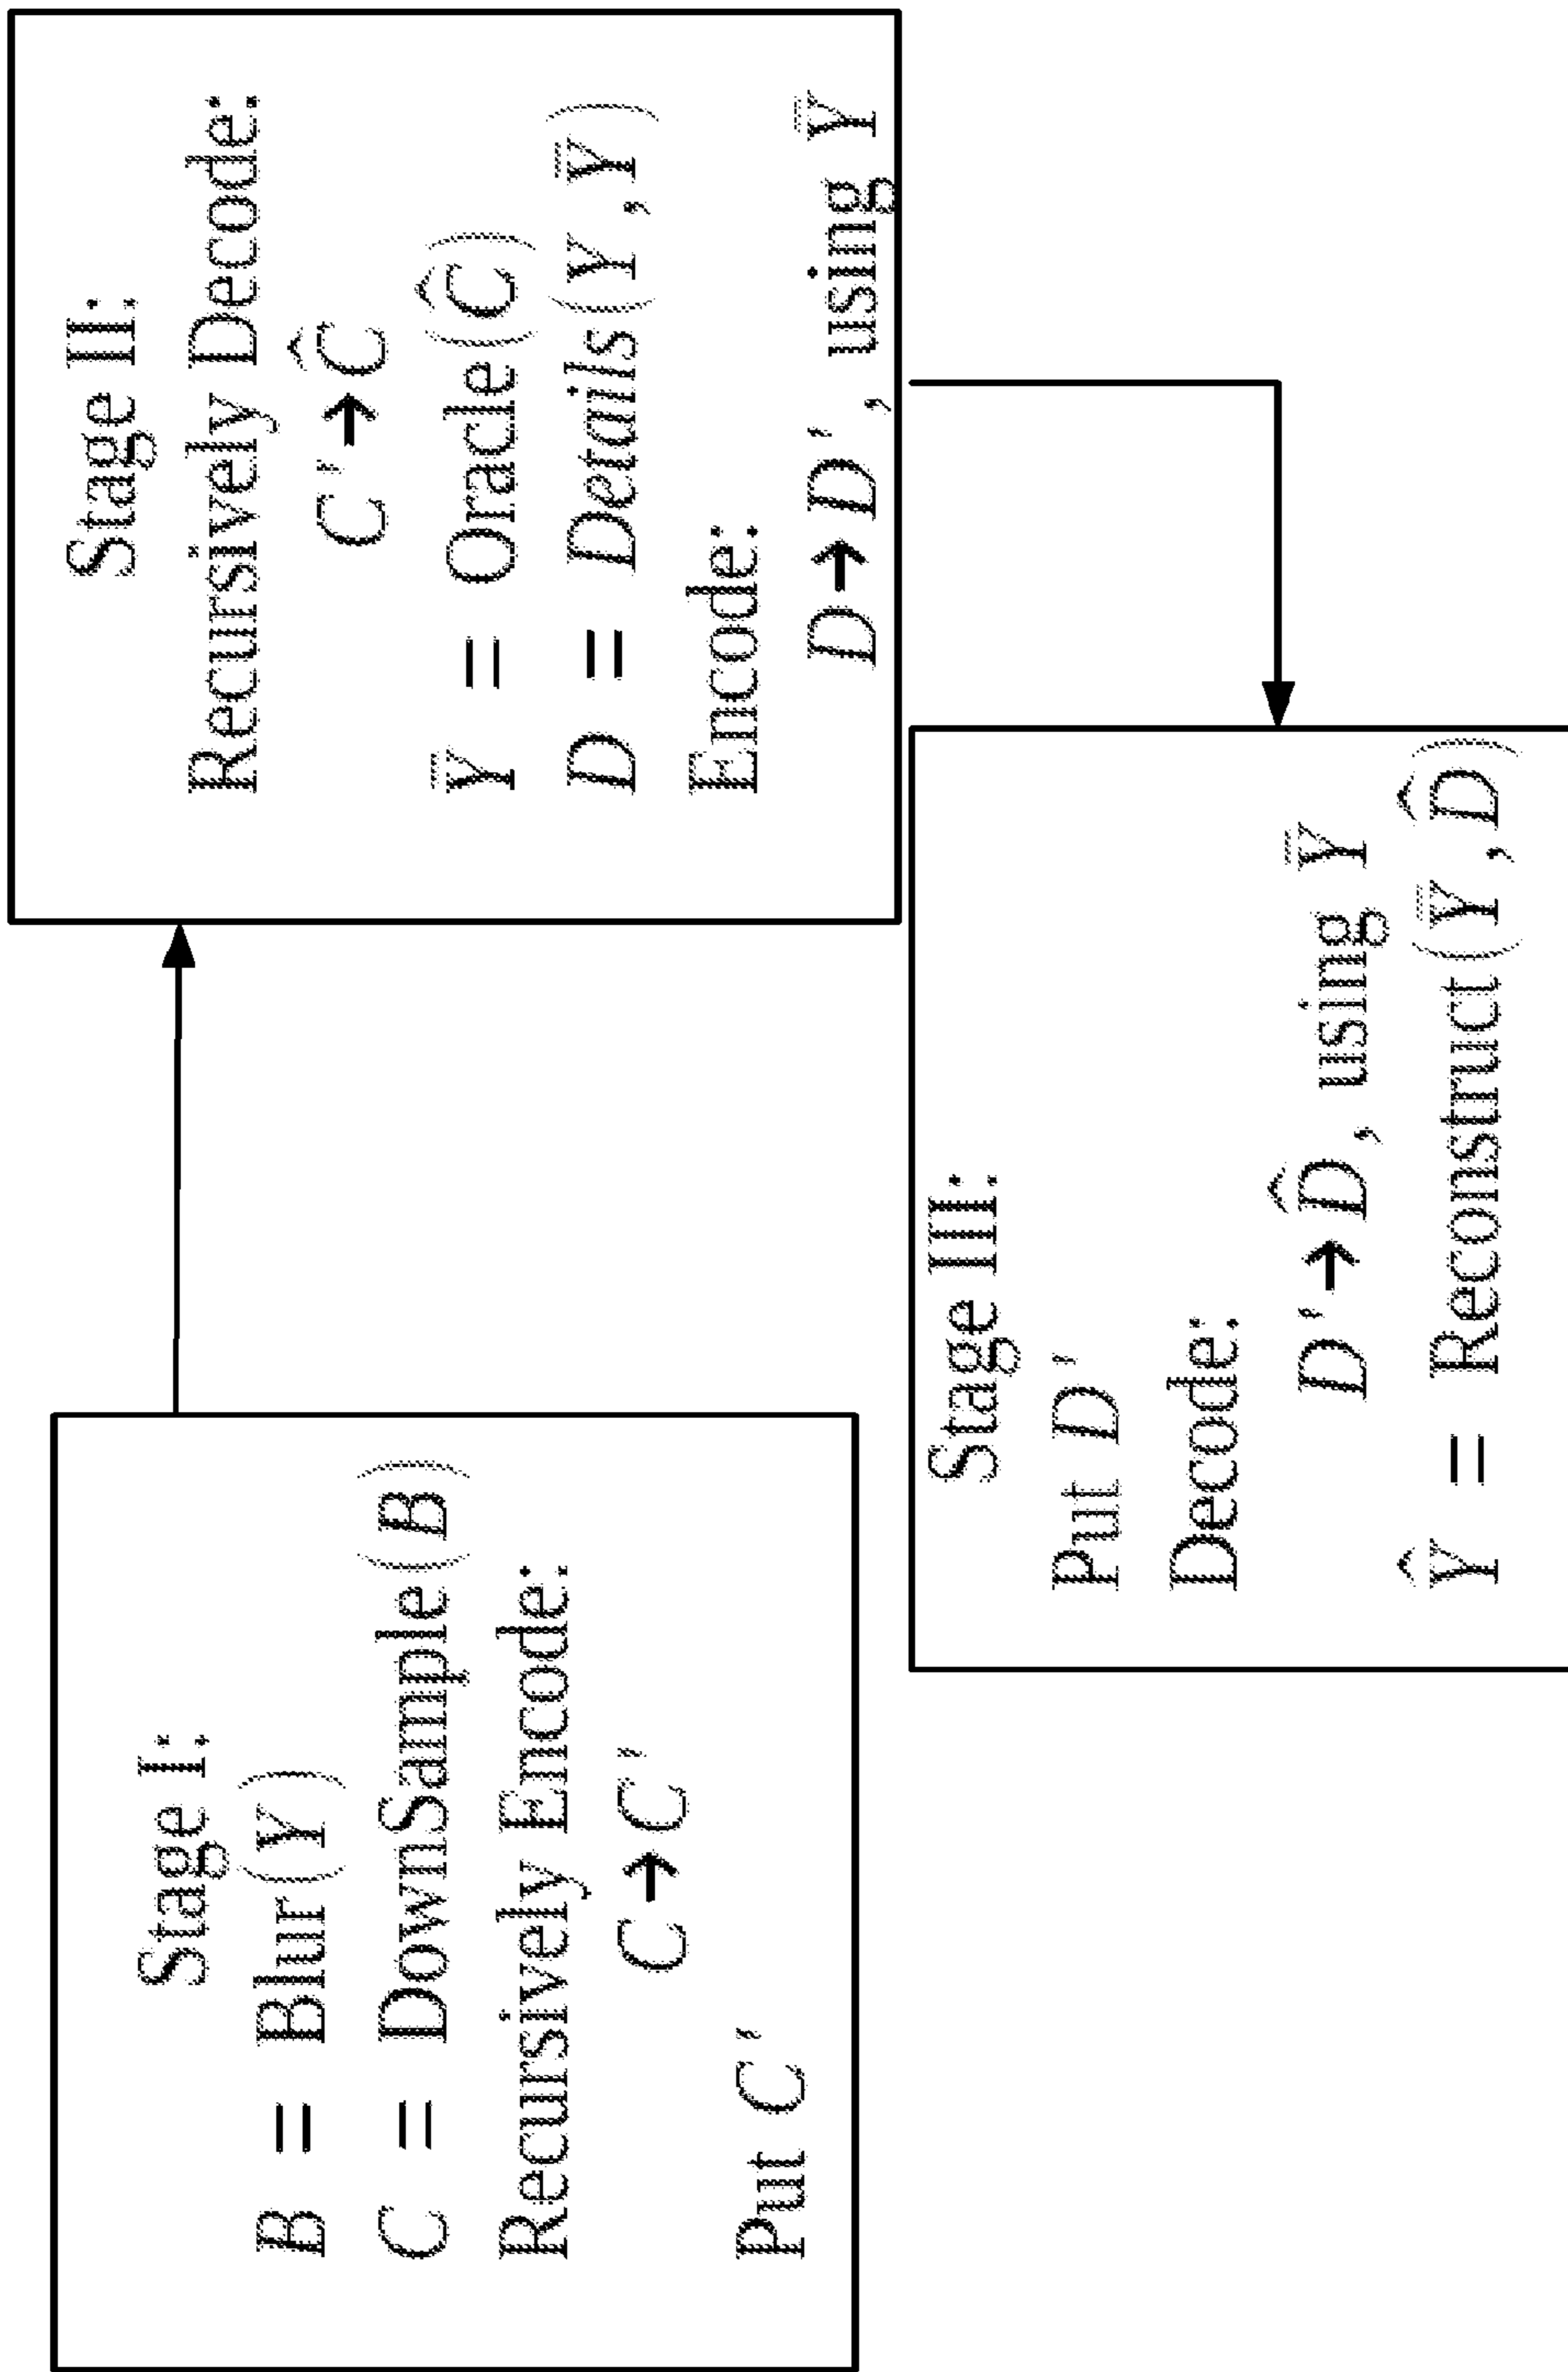 Stage I:
B = Blur(Y)
C = DownSample(B)
Recursively Encode:
C→C'
Put C'
Stage II:
Recursively Decode:
C'→Ĉ
Ȳ = Oracle(Ĉ)
D = Details(Y,Ȳ)
Encode:
D→D', using Ȳ
Stage III:
Put D'
Decode:
D'→D̂, using Ȳ
Ŷ = Reconstruct(Ȳ,D̂)